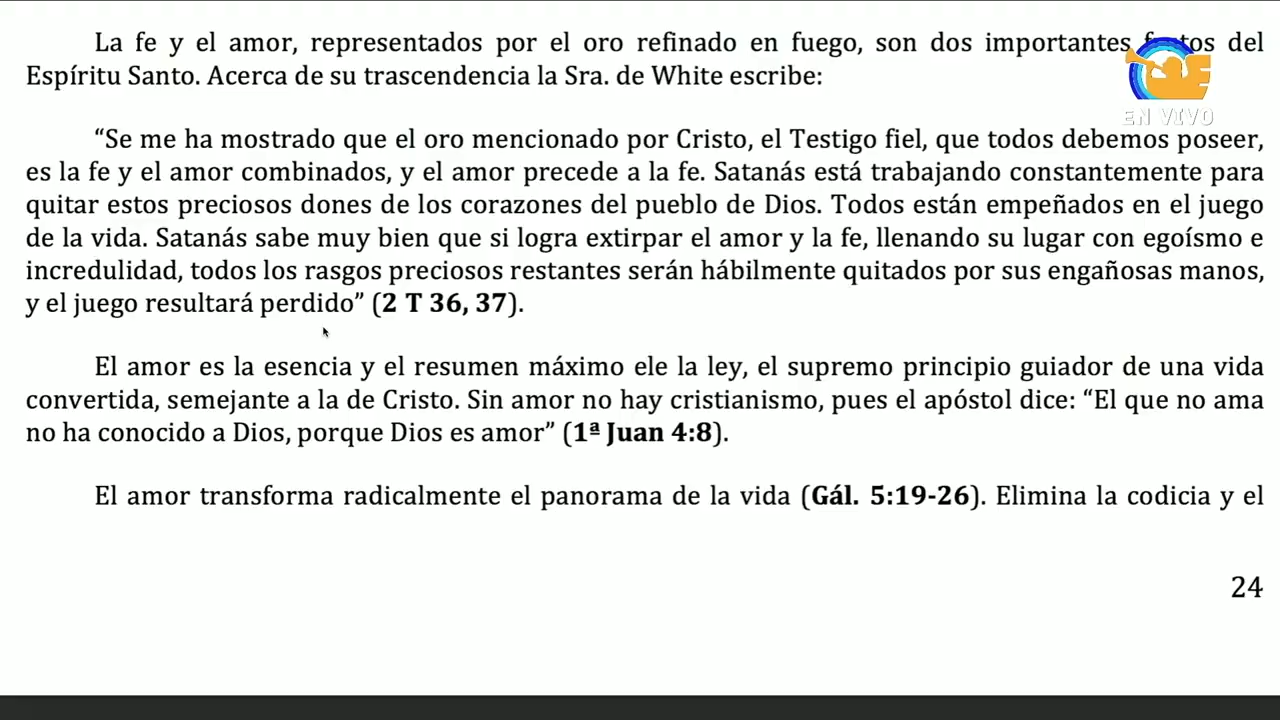 La fe y el amor, representados por el oro refinado en fuego, son dos importantes del
Espíritu Santo. Acerca de su trascendencia la Sra. de White escribe:
EN VIVO
“Se me ha mostrado que el oro mencionado por Cristo, el Testigo fiel, que todos debemos poseer,
es la fe y el amor combinados, y el amor precede a la fe. Satanás está trabajando constantemente para
quitar estos preciosos dones de los corazones del pueblo de Dios. Todos están empeñados en el juego
de la vida. Satanás sabe muy bien que si logra extirpar el amor y la fe, llenando su lugar con egoísmo e
incredulidad, todos los rasgos preciosos restantes serán hábilmente quitados por sus engañosas manos,
y el juego resultará perdido” (2 T 36, 37).
El amor es la esencia y el resumen máximo ele la ley, el supremo principio guiador de una vida
convertida, semejante a la de Cristo. Sin amor no hay cristianismo, pues el apóstol dice: “El que no ama
no ha conocido a Dios, porque Dios es amor” (1ª Juan 4:8).
El amor transforma radicalmente el panorama de la vida (Gál. 5:19-26). Elimina la codicia y el
24